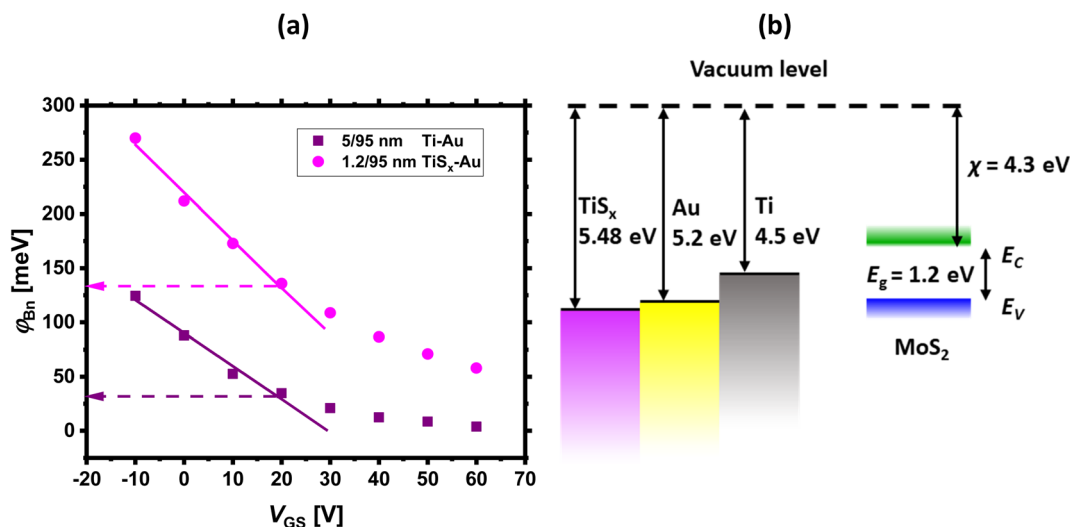 (a)
300
250
200
150
100
50
0
φBn [meV]
5/95 nm Ti-Au
1.2/95 nm TiSx-Au
-20 -10 0 10 20 30 40 50 60 70
VGS [V]
(b)
Vacuum level
TiSx
5.48 eV
Au
5.2 eV
Ti
4.5 eV
χ = 4.3 eV
EC
Eg = 1.2 eV
EV
MoS2